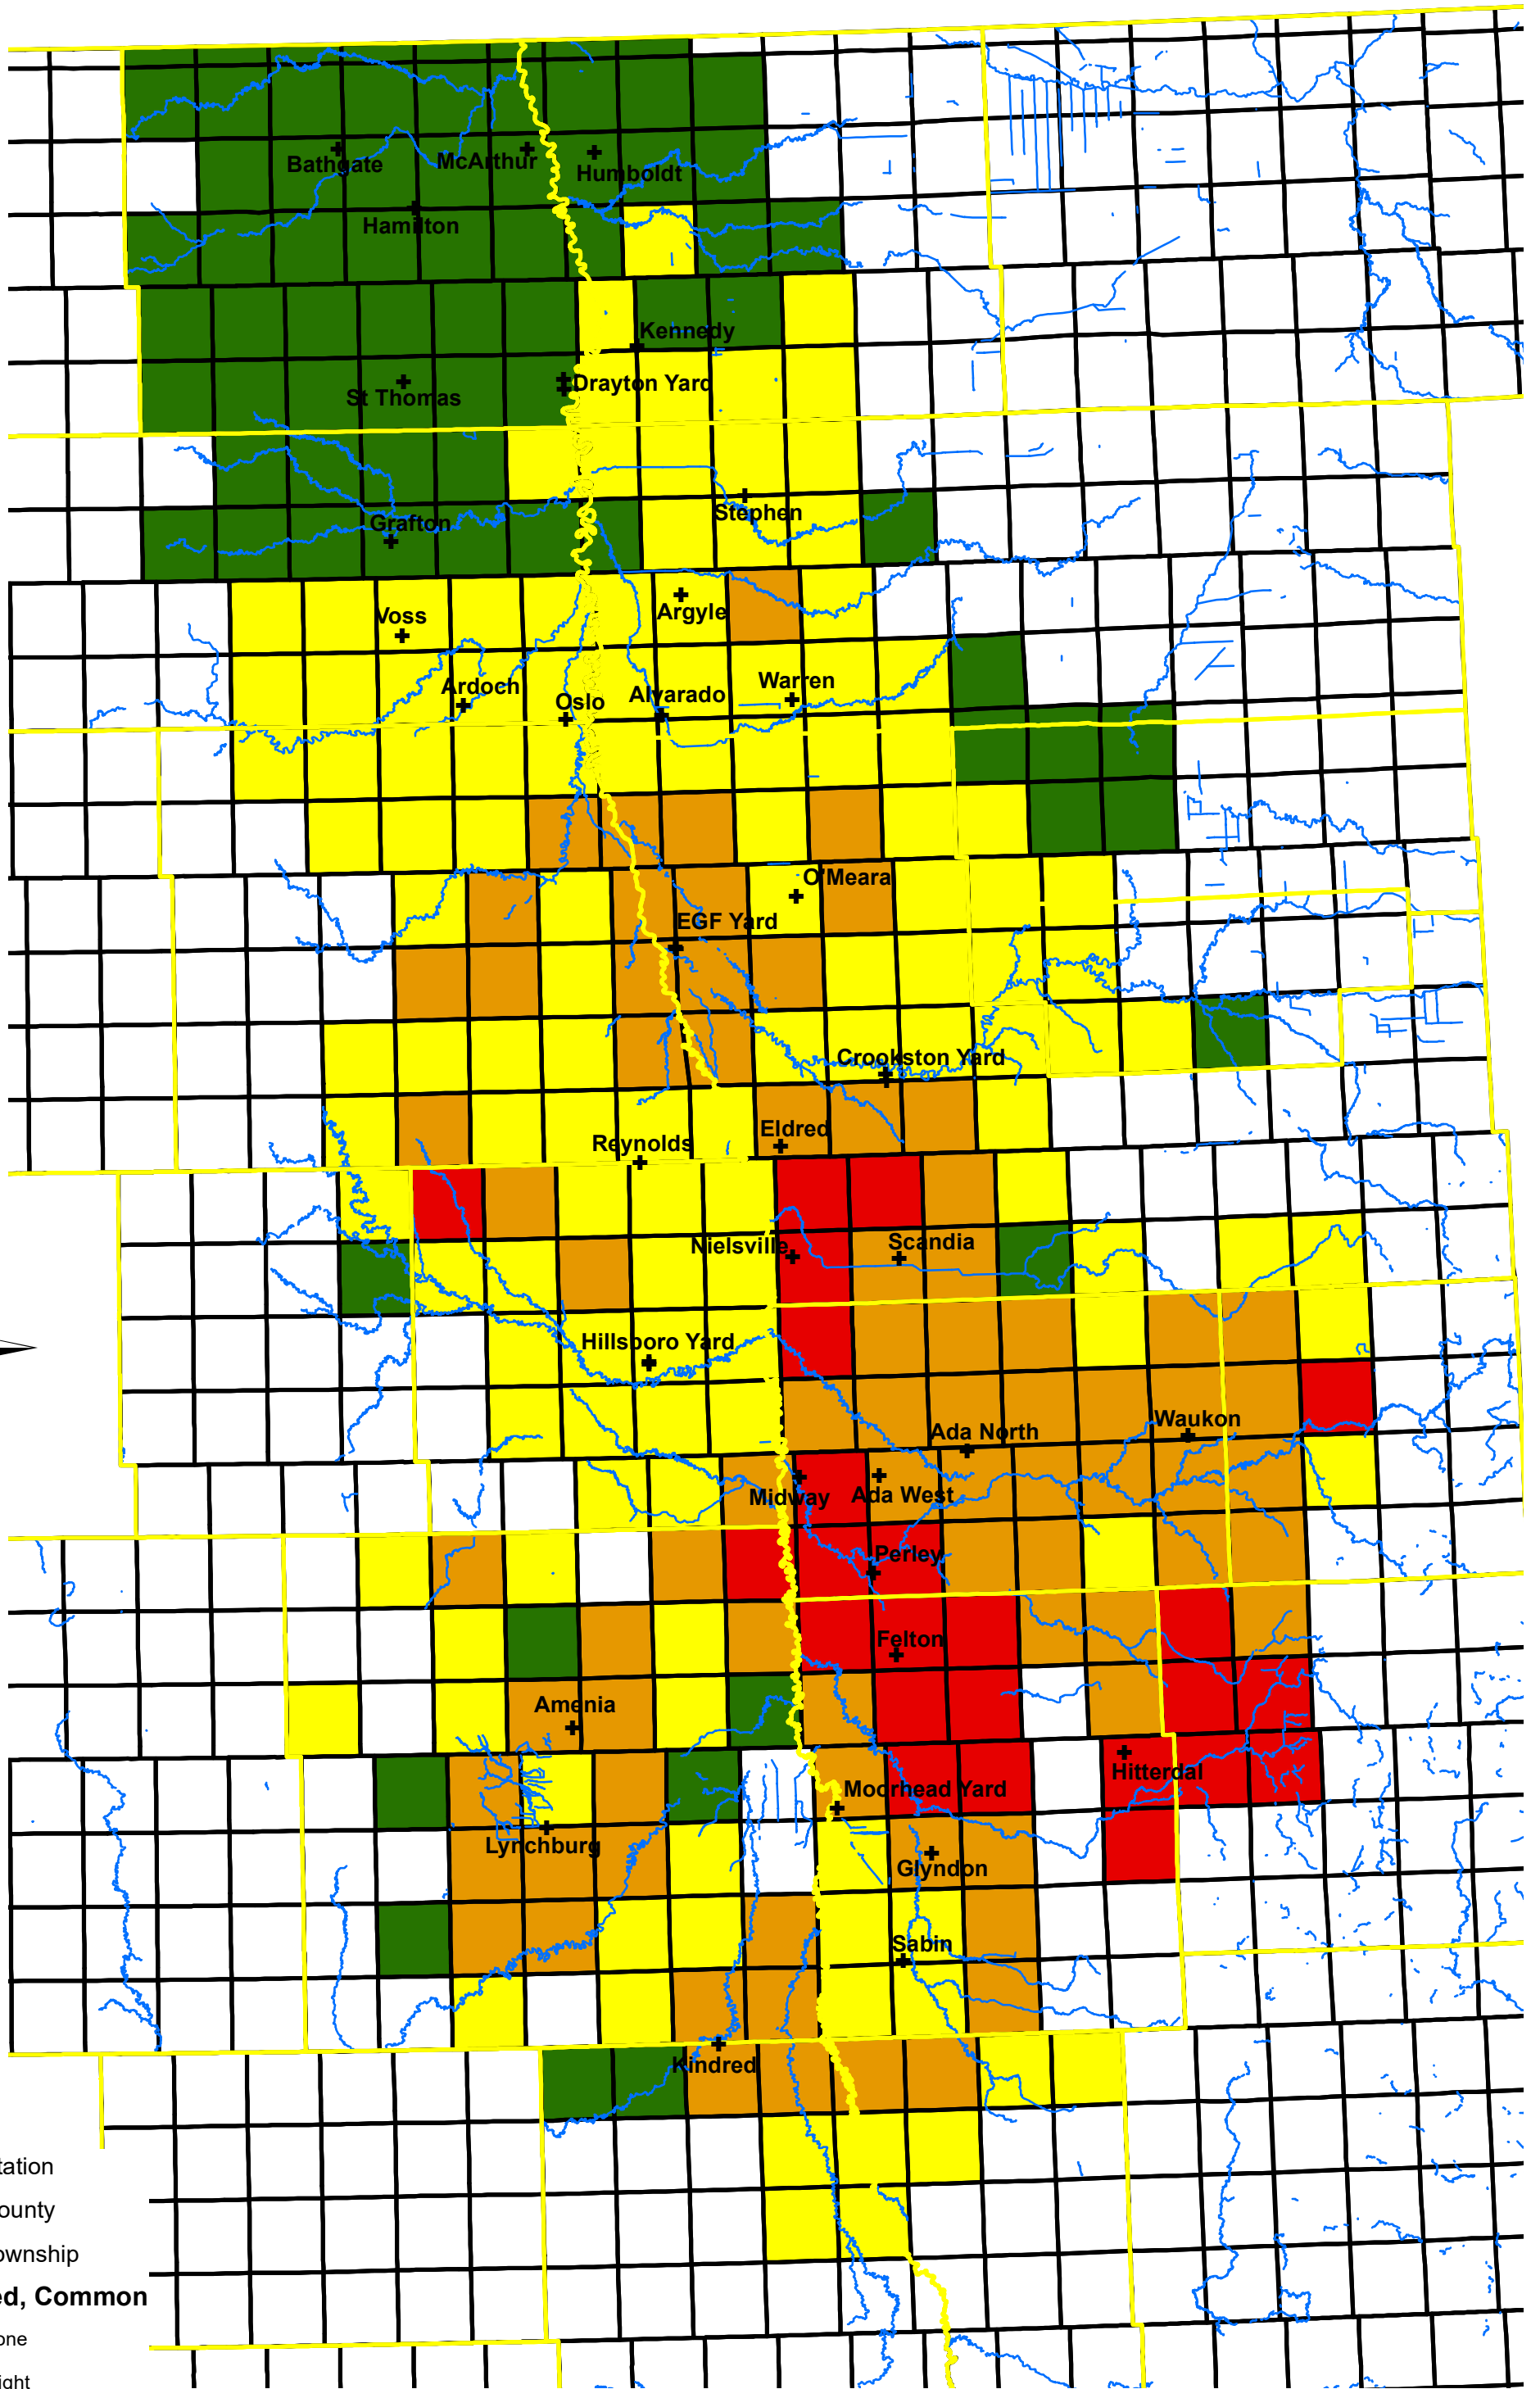 Bathgate
McArthur
Humboldt
Hamilton
Kennedy
Drayton Yard
St Thomas
Stephen
Grafton
Argyle
Voss
Ardoch
Oslo
Alvarado
Warren
O'Meara
EGF Yard
Crookston Yard
Eldred
Reynolds
Nielsville
Scandia
Hillsboro Yard
Waukon
Ada North
Midway
Ada West
Perley
Felton
Amenia
Hitterdal
Moorhead Yard
Lynchburg
Glyndon
Sabin
Kindred
tation
ounty
ownship
ed, Common
one
ight